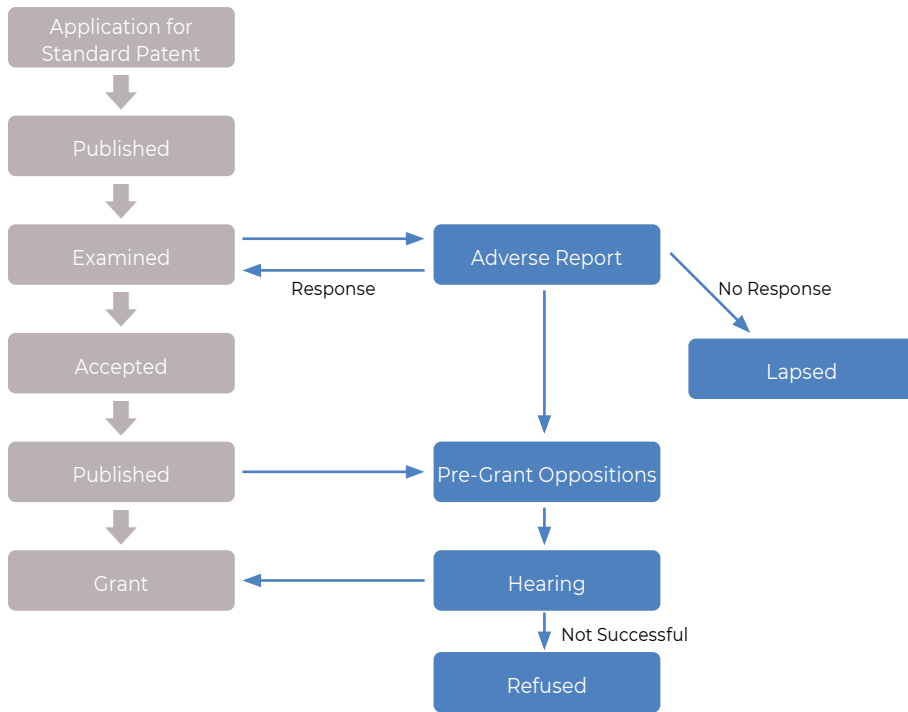 Application for
Standard Patent
Published
Examined
Adverse Report
Response
No Response
Accepted
Lapsed
Published
Pre-Grant Oppositions
Grant
Hearing
Not Successful
Refused